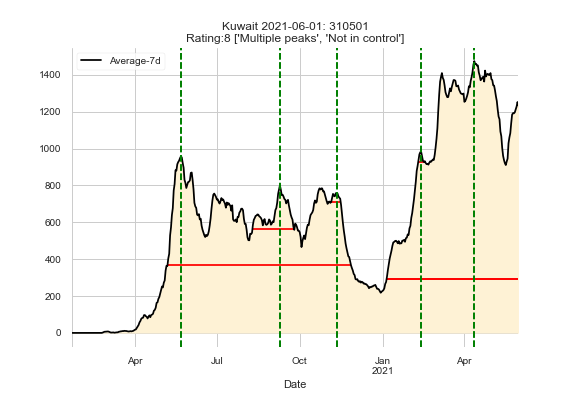 Kuwait 2021-06-01: 310501
Rating:8 ['Multiple peaks', 'Not in control']
Average-7d
1400
1200
1000
800
600
400
200
0
Apr Jul Oct Jan Apr
2021
Date